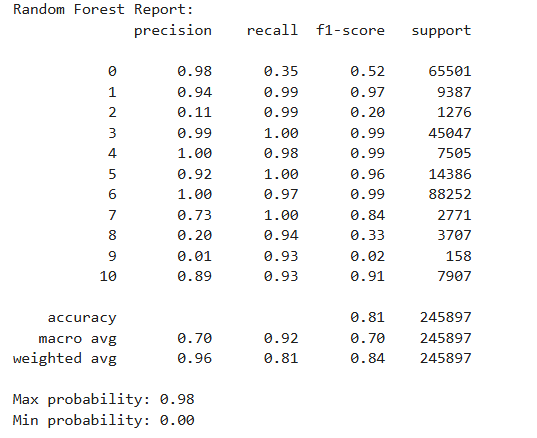 Random Forest Report:
precision recall f1-score support
0 0.98 0.35 0.52 65501
1 0.94 0.99 0.97 9387
2 0.11 0.99 0.20 1276
3 0.99 1.00 0.99 45047
4 1.00 0.98 0.99 7505
5 0.92 1.00 0.96 14386
6 1.00 0.97 0.99 88252
7 0.73 1.00 0.84 2771
8 0.20 0.94 0.33 3707
9 0.01 0.93 0.02 158
10 0.89 0.93 0.91 7907
accuracy 0.81 245897
macro avg 0.70 0.92 0.70 245897
weighted avg 0.96 0.81 0.84 245897
Max probability: 0.98
Min probability: 0.00